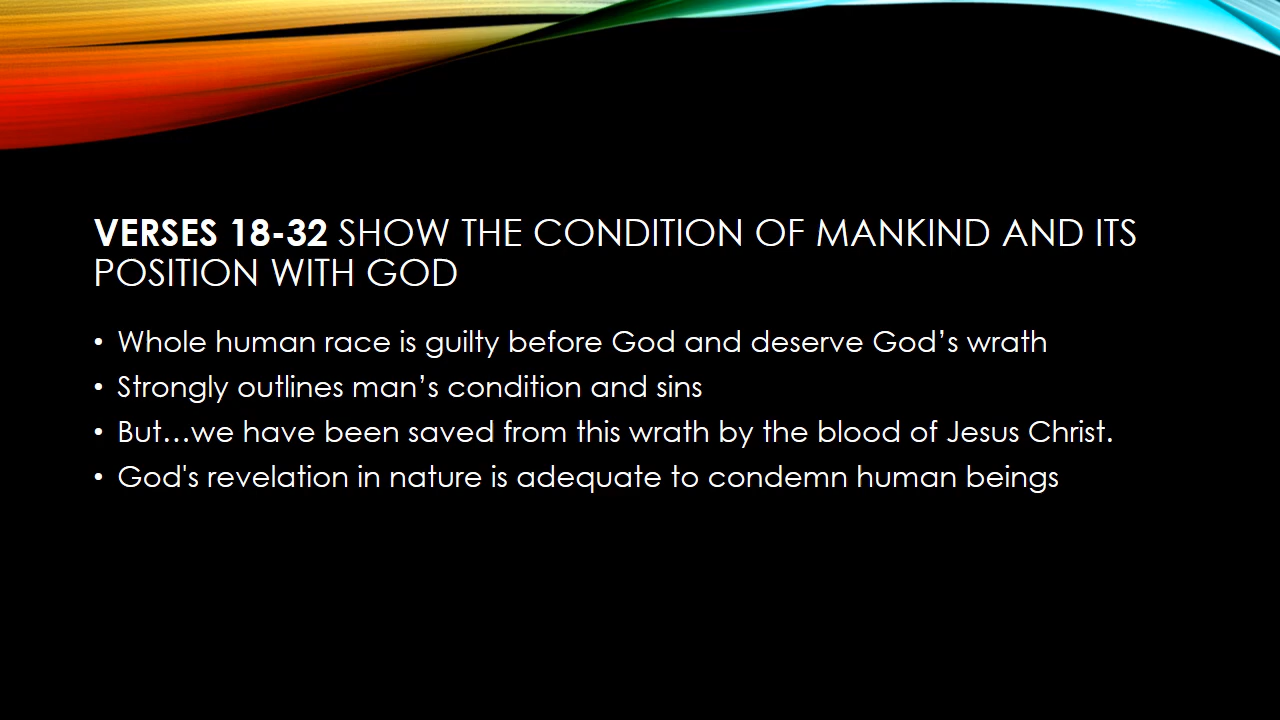 VERSES 18-32 SHOW THE CONDITION OF MANKIND AND ITS
POSITION WITH GOD
• Whole human race is guilty before God and deserve God’s wrath
• Strongly outlines man’s condition and sins
• But…we have been saved from this wrath by the blood of Jesus Christ.
• God's revelation in nature is adequate to condemn human beings